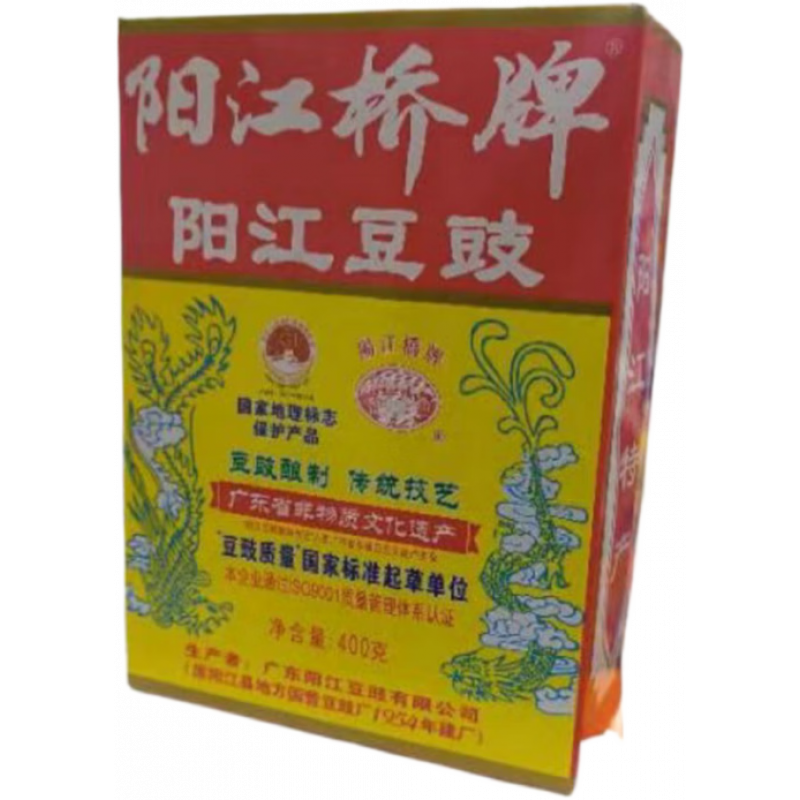 阳江桥牌®
阳江豆豉
陽江橋牌
国家地理标志
保护产品
豆豉酿制 传统技艺
广东省非物质文化遗产
"豆豉质量"国家标准起草单位
本企业通过ISO9001质量管理体系认证
净含量:400克
生产者:广东阳江豆豉有限公司
(原阳江县地方国营豆豉厂1954年建厂)
阳江特产